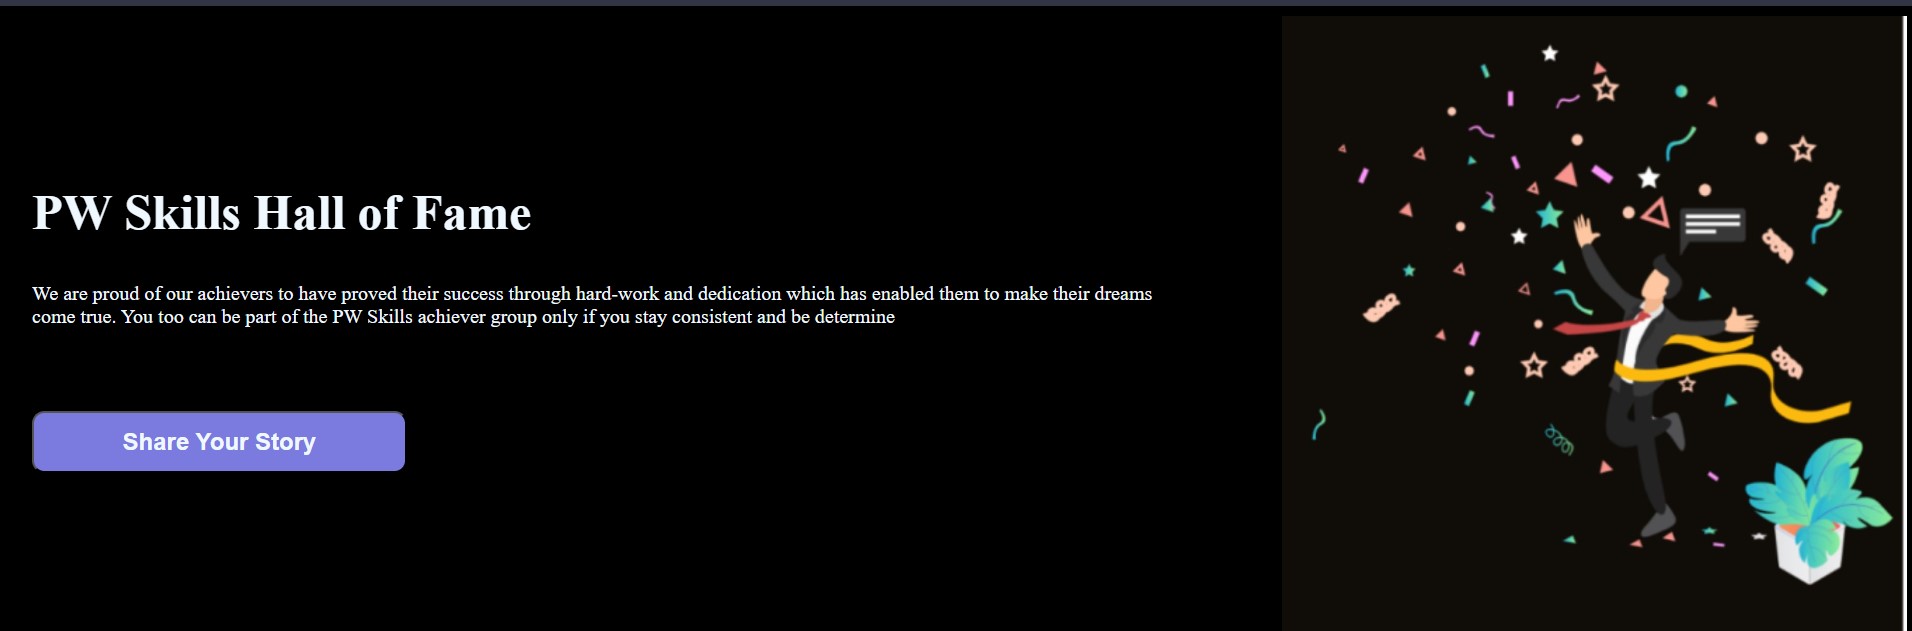 PW Skills Hall of Fame
We are proud of our achievers to have proved their success through hard-work and dedication which has enabled them to make their dreams
come true. You too can be part of the PW Skills achiever group only if you stay consistent and be determine
Share Your Story